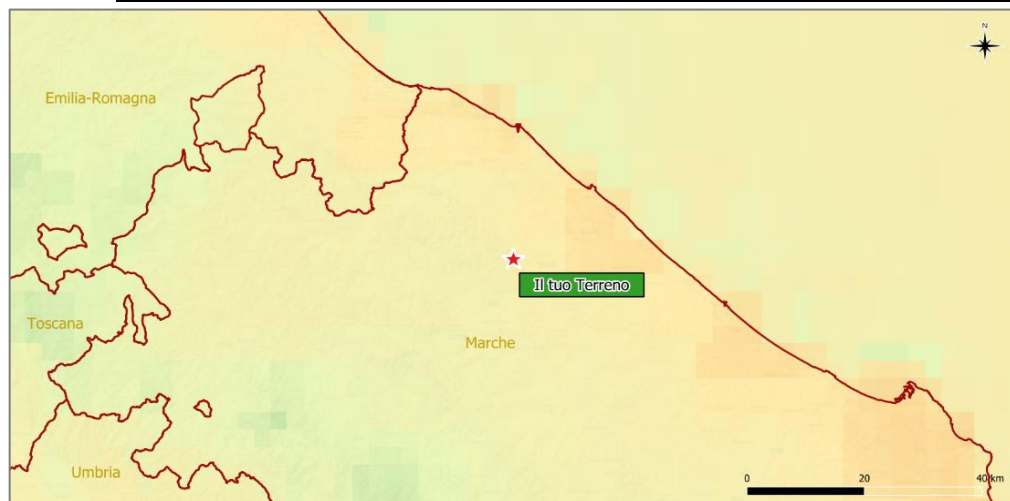 N
Emilia-Romagna
Il tuo Terreno
Toscana
Marche
Umbria
0 20 40 km